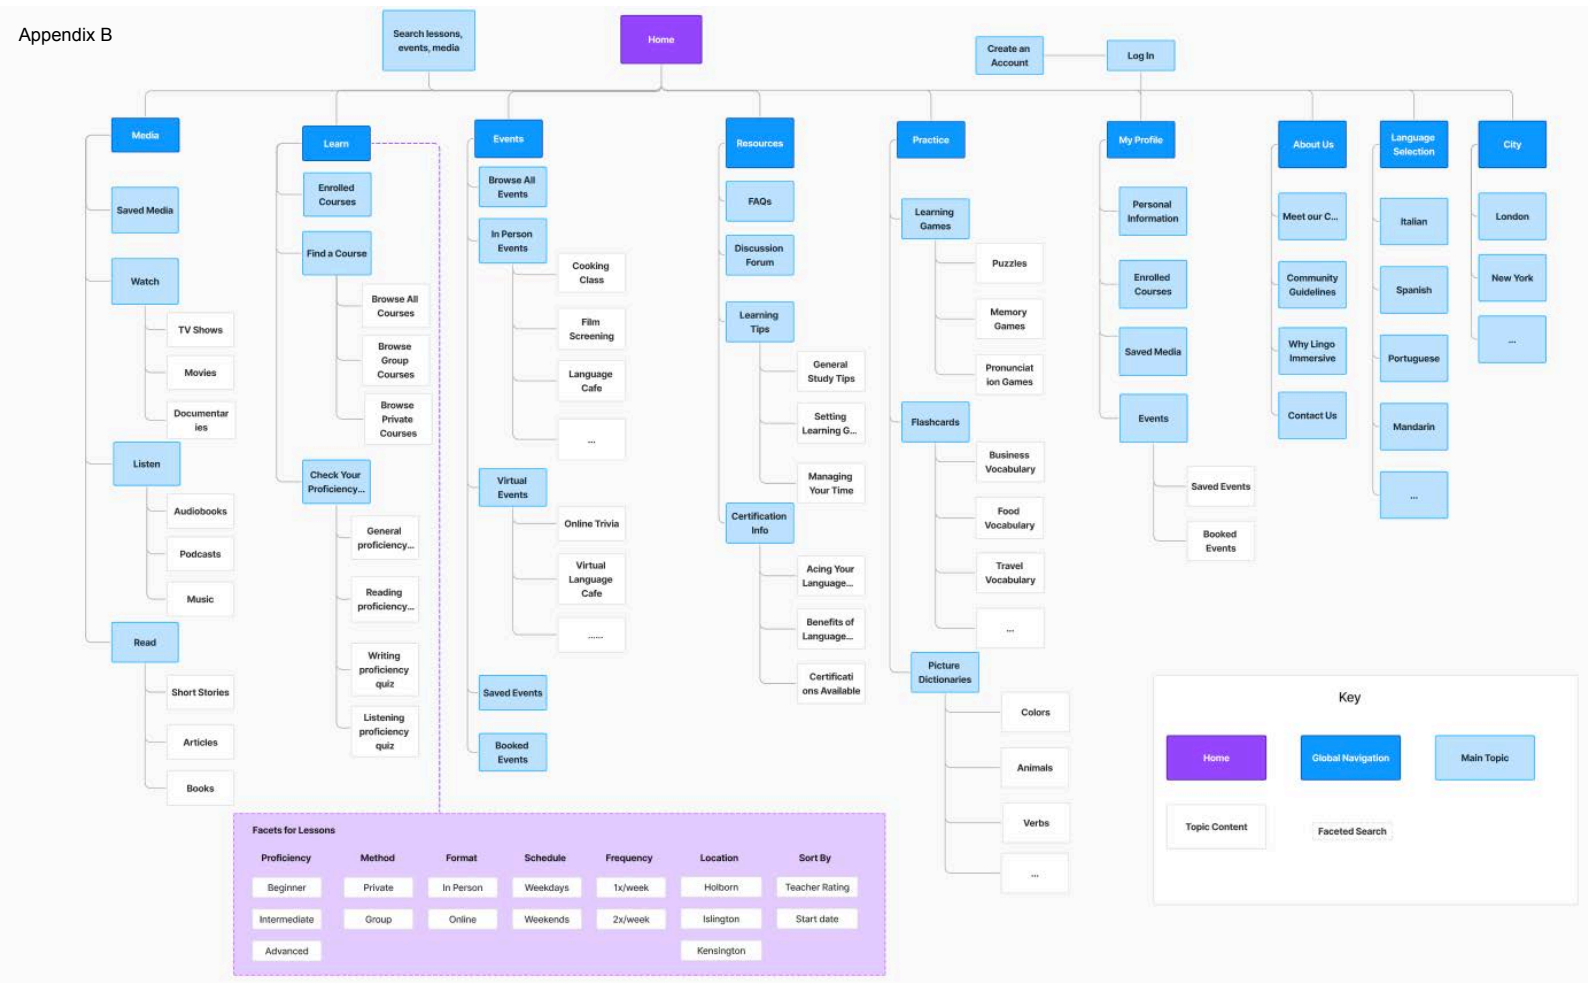 Appendix B
Search lessons,
events, media
Home
Create an
Account
Log In
Media
Saved Media
Watch
TV Shows
Movies
Documentar
ies
Listen
Audiobooks
Podcasts
Music
Read
Short Stories
Articles
Books
Learn
Enrolled
Courses
Find a Course
Browse All
Courses
Browse
Group
Courses
Browse
Private
Courses
Check Your
Proficiency...
General
proficiency...
Reading
proficiency...
Writing
proficiency
quiz
Listening
proficiency
quiz
Events
Browse All
Events
In Person
Events
Cooking
Class
Film
Screening
Language
Cafe
...
Virtual
Events
Online Trivia
Virtual
Language
Cafe
......
Saved Events
Booked
Events
Resources
FAQs
Discussion
Forum
Learning
Tips
General
Study Tips
Setting
Learning G...
Managing
Your Time
Certification
Info
Acing Your
Language...
Benefits of
Language...
Certificati
ons Available
Practice
Learning
Games
Puzzles
Memory
Games
Pronunciat
ion Games
Flashcards
Business
Vocabulary
Food
Vocabulary
Travel
Vocabulary
...
Picture
Dictionaries
Colors
Animals
Verbs
...
My Profile
Personal
Information
Enrolled
Courses
Saved Media
Events
Saved Events
Booked
Events
About Us
Meet our C...
Community
Guidelines
Why Lingo
Immersive
Contact Us
Language
Selection
Italian
Spanish
Portuguese
Mandarin
...
City
London
New York
...
Facets for Lessons
Proficiency Method Format Schedule Frequency Location Sort By
Beginner Private In Person Weekdays 1x/week Holborn Teacher Rating
Intermediate Group Online Weekends 2x/week Islington Start date
Advanced Kensington
Key
Home Global Navigation Main Topic
Topic Content Faceted Search